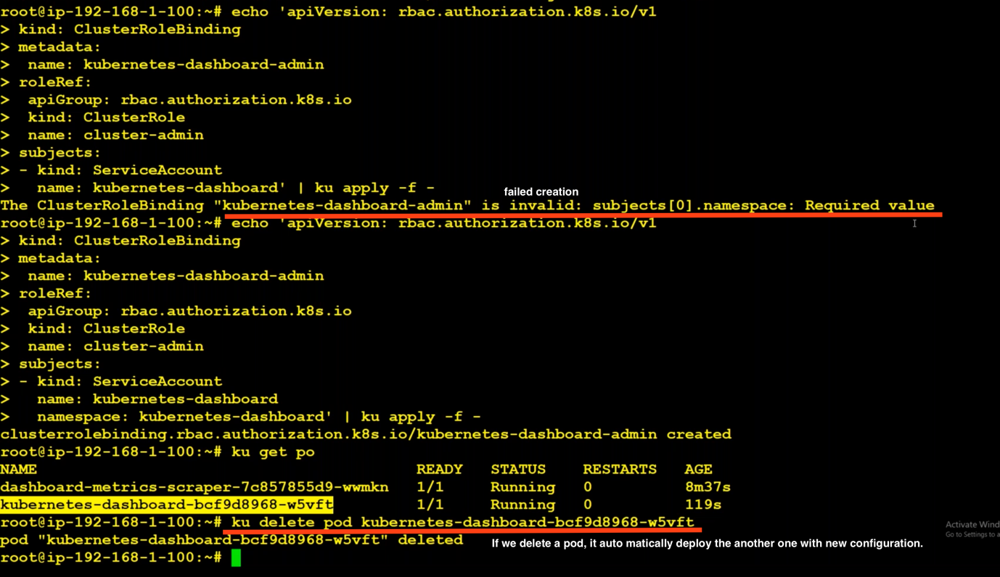 root@ip-192-168-1-100:~# echo 'apiVersion: rbac.authorization.k8s.io/v1
> kind: ClusterRoleBinding
> metadata:
>  name: kubernetes-dashboard-admin
> roleRef:
>  apiGroup: rbac.authorization.k8s.io
>  kind: ClusterRole
>  name: cluster-admin
> subjects:
> - kind: ServiceAccount
>   name: kubernetes-dashboard' | ku apply -f -
failed creation
The ClusterRoleBinding "kubernetes-dashboard-admin" is invalid: subjects[0].namespace: Required value
root@ip-192-168-1-100:~# echo 'apiVersion: rbac.authorization.k8s.io/v1
> kind: ClusterRoleBinding
> metadata:
>  name: kubernetes-dashboard-admin
> roleRef:
>  apiGroup: rbac.authorization.k8s.io
>  kind: ClusterRole
>  name: cluster-admin
> subjects:
> - kind: ServiceAccount
>   name: kubernetes-dashboard
>   namespace: kubernetes-dashboard' | ku apply -f -
clusterrolebinding.rbac.authorization.k8s.io/kubernetes-dashboard-admin created
root@ip-192-168-1-100:~# ku get po
NAME READY STATUS RESTARTS AGE
dashboard-metrics-scraper-7c857855d9-wwmkn 1/1 Running 0 8m37s
kubernetes-dashboard-bcf9d8968-w5vft 1/1 Running 0 119s
root@ip-192-168-1-100:~# ku delete pod kubernetes-dashboard-bcf9d8968-w5vft
pod "kubernetes-dashboard-bcf9d8968-w5vft" deleted
If we delete a pod, it auto matically deploy the another one with new configuration.
root@ip-192-168-1-100:~#
Activate Wind
Go to Settings to a